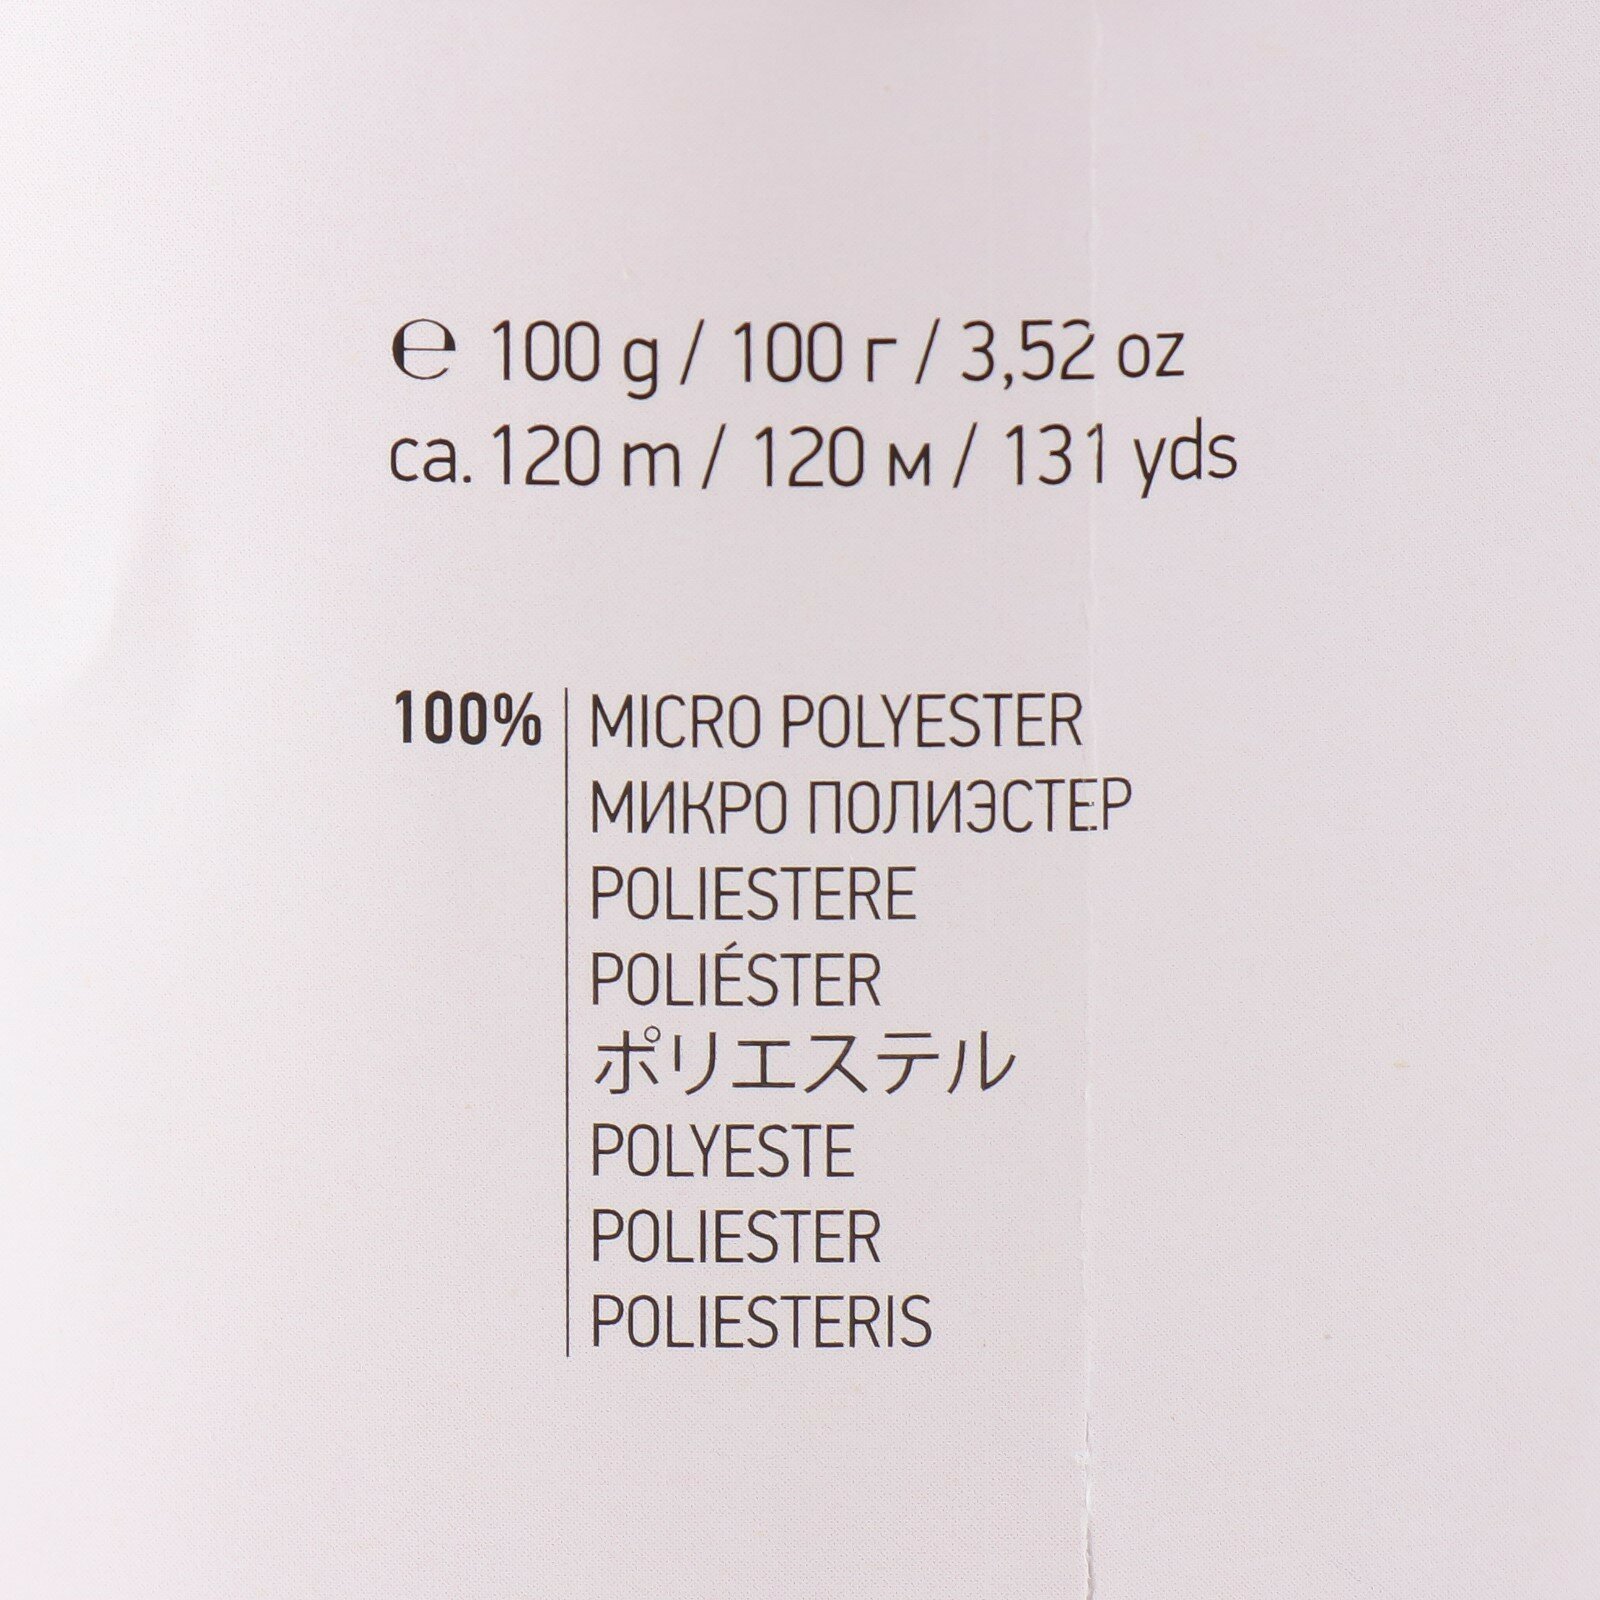 ℮ 100 g / 100 г / 3,52 oz
ca. 120 m / 120 м / 131 yds
100% MICRO POLYESTER
МИКРО ПОЛИЭСТЕР
POLIESTERE
POLIÉSTER
ポリエステル
POLYESTE
POLIESTER
POLIESTERIS